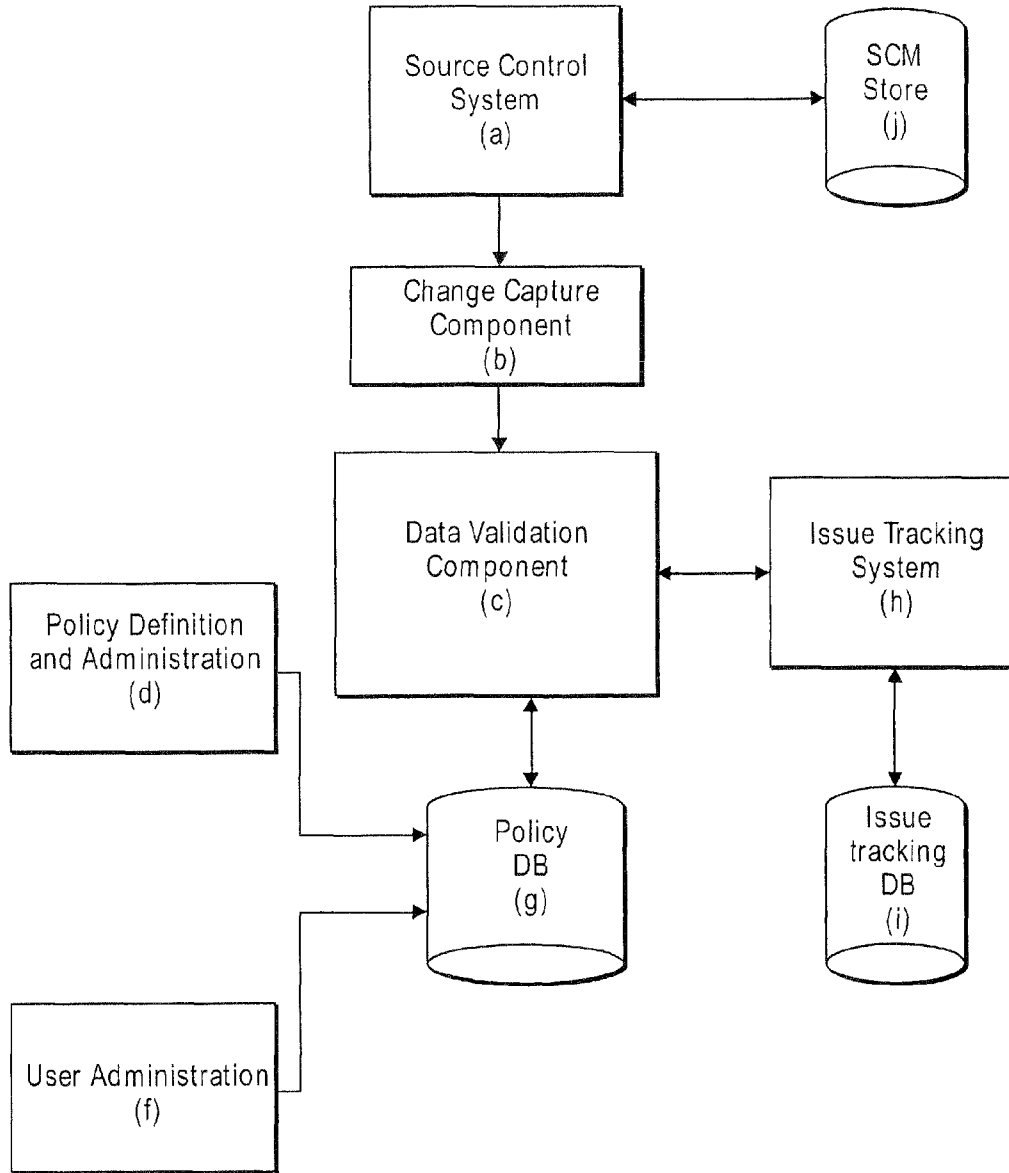 Source Control
System
(a)
SCM
Store
(j)
Change Capture
Component
(b)
Data Validation
Component
(c)
Issue Tracking
System
(h)
Policy Definition
and Administration
(d)
Policy
DB
(g)
Issue
tracking
DB
(i)
User Administration
(f)